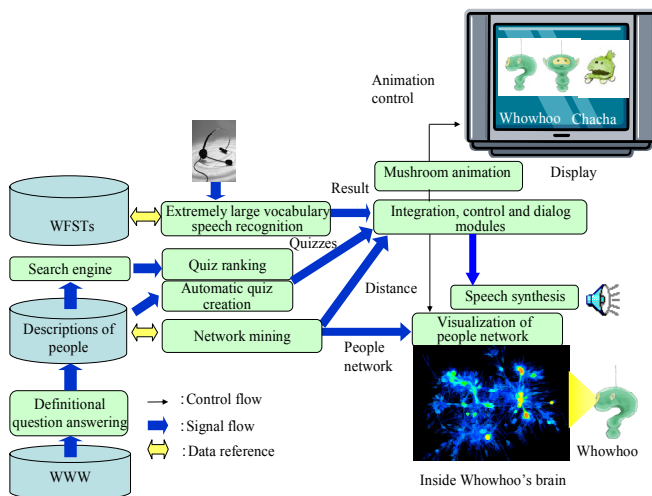 Animation
control
Whowhoo
Chacha
Display
Mushroom animation
Result
WFSTs
Extremely large vocabulary
speech recognition
Integration, control and dialog
modules
Quizzes
Search engine
Quiz ranking
Automatic quiz
creation
Distance
Speech synthesis
Descriptions of
people
Network mining
Visualization of
people network
People
network
Definitional
question answering
: Control flow
: Signal flow
: Data reference
WWW
Whowhoo
Inside Whowhoo’s brain